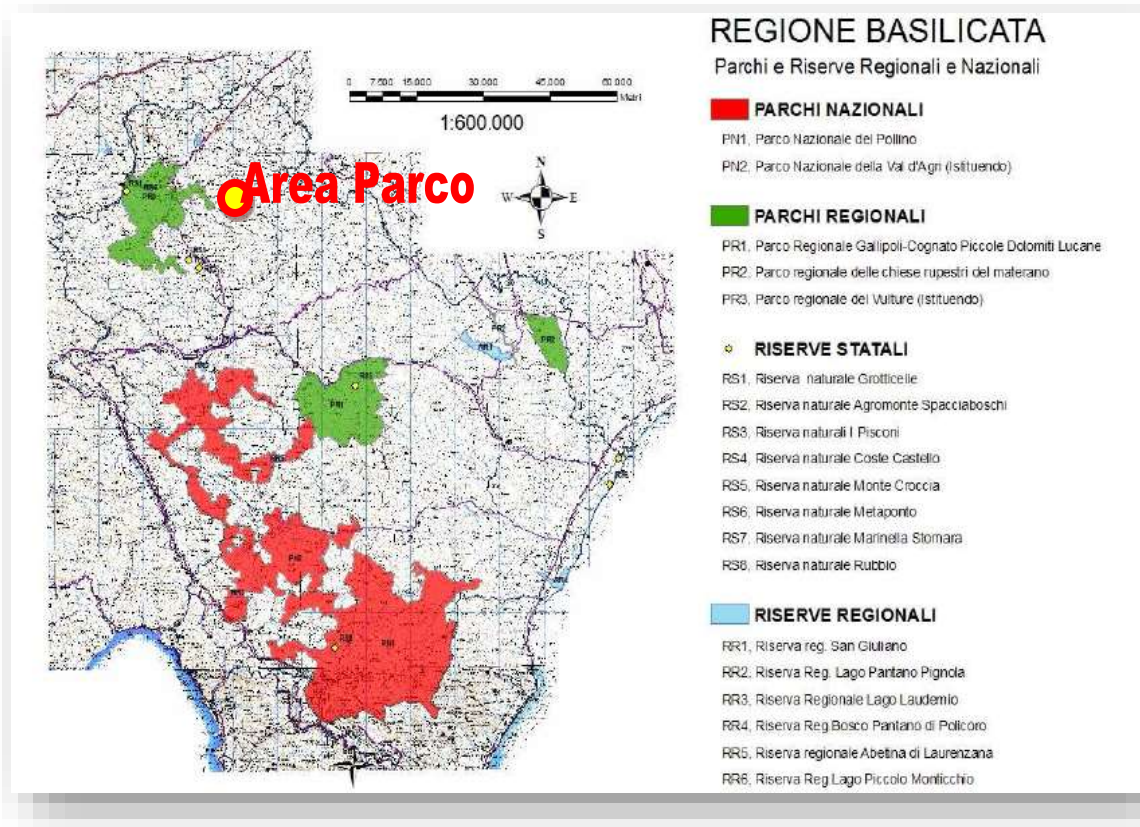 0 7.500 15.000 30.000 45.000 60.000
Metri
1:600.000
N
W E
S
Area Parco
PR1
PR2
PN1
REGIONE BASILICATA
Parchi e Riserve Regionali e Nazionali
PARCHI NAZIONALI
PN1, Parco Nazionale del Pollino
PN2, Parco Nazionale della Val d'Agri (Istituendo)
PARCHI REGIONALI
PR1, Parco Regionale Gallipoli-Cognato Piccole Dolomiti Lucane
PR2, Parco regionale delle chiese rupestri del materano
PR3, Parco regionale del Vulture (Istituendo)
RISERVE STATALI
RS1, Riserva naturale Grotticelle
RS2, Riserva naturale Agromonte Spacciaboschi
RS3, Riserva naturali I Pisconi
RS4, Riserva naturale Coste Castello
RS5, Riserva naturale Monte Croccia
RS6, Riserva naturale Metaponto
RS7, Riserva naturale Marinella Stornara
RS8, Riserva naturale Rubbio
RISERVE REGIONALI
RR1, Riserva reg. San Giuliano
RR2, Riserva Reg. Lago Pantano Pignola
RR3, Riserva Regionale Lago Laudemio
RR4, Riserva Reg.Bosco Pantano di Policoro
RR5, Riserva regionale Abetina di Laurenzana
RR6, Riserva Reg.Lago Piccolo Monticchio